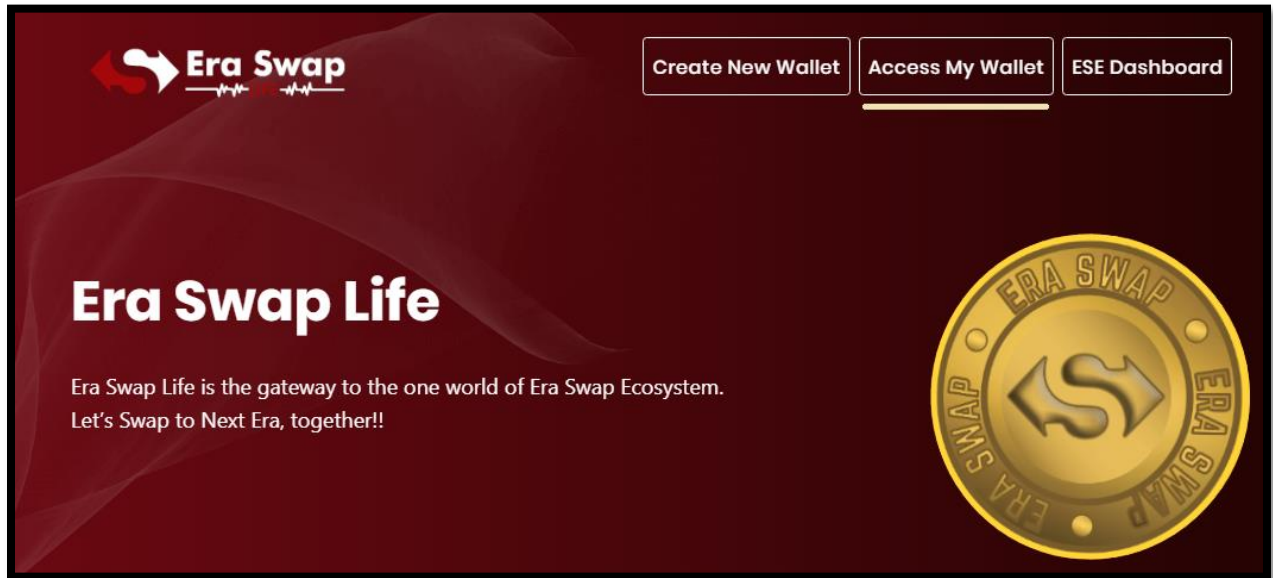 Era Swap
Create New Wallet
Access My Wallet
ESE Dashboard
Era Swap Life
Era Swap Life is the gateway to the one world of Era Swap Ecosystem.
Let's Swap to Next Era, together!!
ERA SWAP
ERA SWAP
ERA SWAP
ERA SWAP